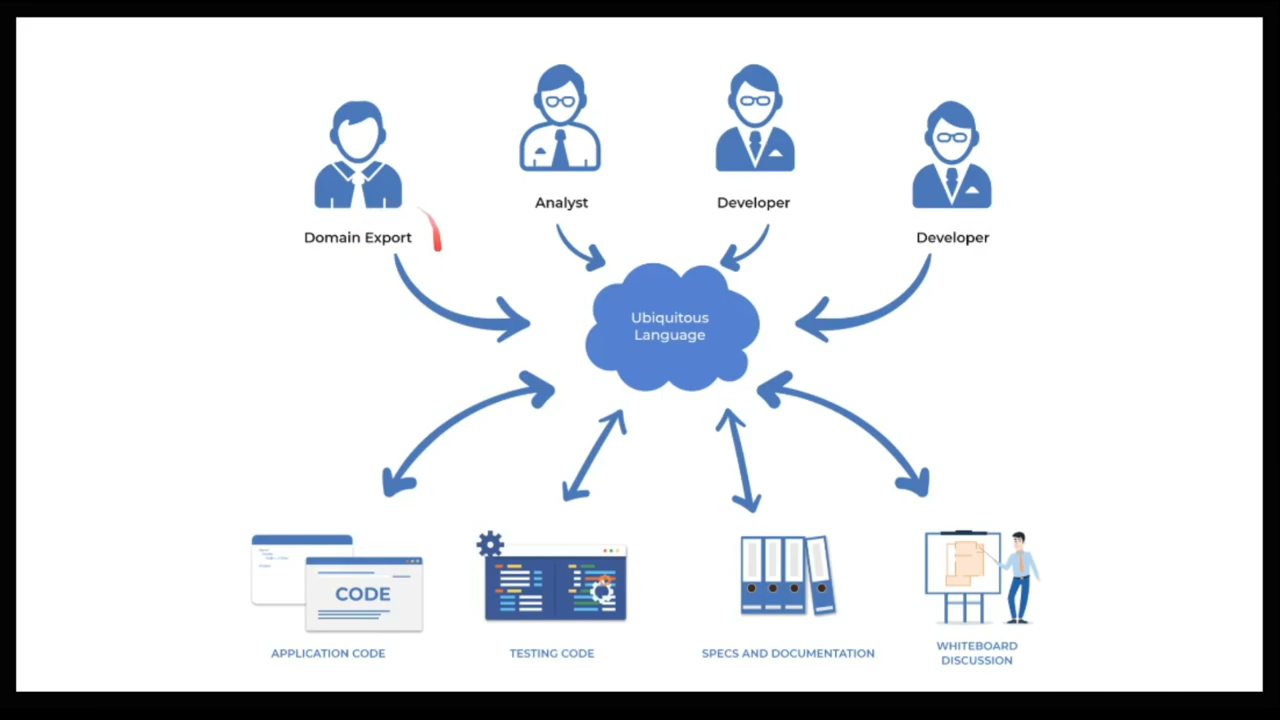 Analyst
Developer
Domain Export
Developer
Ubiquitous
Language
CODE
APPLICATION CODE
TESTING CODE
SPECS AND DOCUMENTATION
WHITEBOARD
DISCUSSION